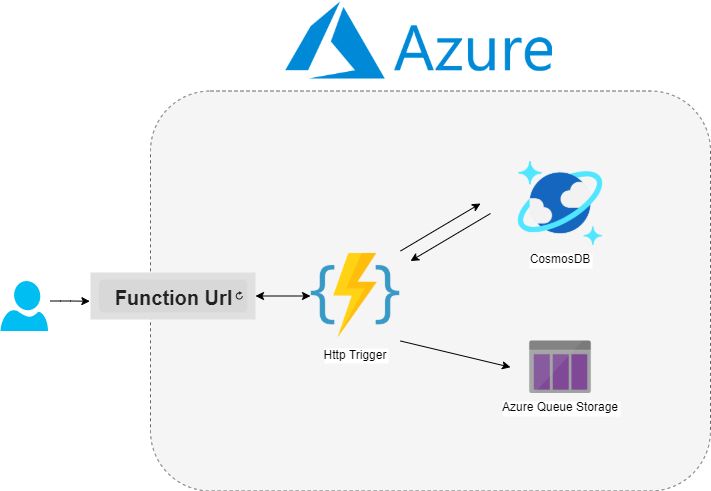 Azure
CosmosDB
Function Url
Http Trigger
Azure Queue Storage